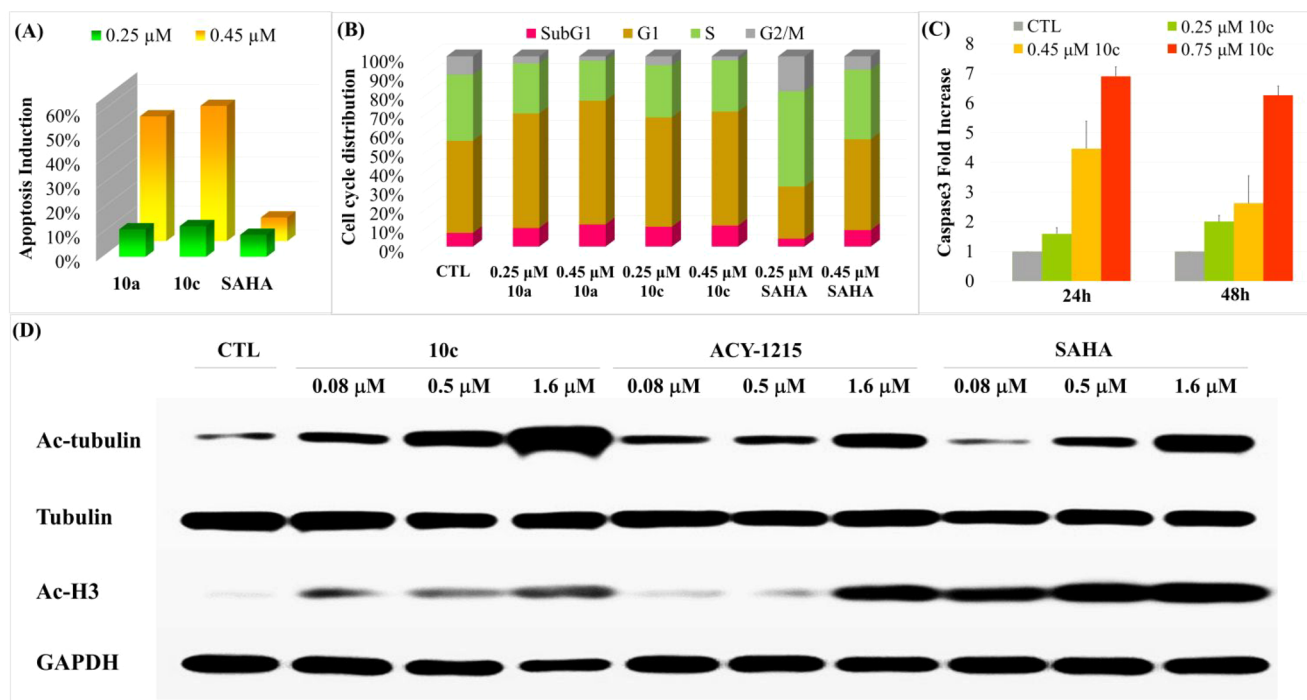 (A)
0.25 µM 0.45 µM
Apoptosis Induction
60%
50%
40%
30%
20%
10%
0%
10a 10c SAHA
(B)
SubG1 G1 S G2/M
Cell cycle distribution
100%
90%
80%
70%
60%
50%
40%
30%
20%
10%
0%
CTL 0.25 µM 0.45 µM 0.25 µM 0.45 µM 0.25 µM 0.45 µM
10a 10a 10c 10c SAHA SAHA
(C)
CTL 0.25 µM 10c
0.45 µM 10c 0.75 µM 10c
Caspase3 Fold Increase
8
7
6
5
4
3
2
1
0
24h 48h
(D)
CTL 10c ACY-1215 SAHA
0.08 µM 0.5 µM 1.6 µM 0.08 µM 0.5 µM 1.6 µM 0.08 µM 0.5 µM 1.6 µM
Ac-tubulin
Tubulin
Ac-H3
GAPDH